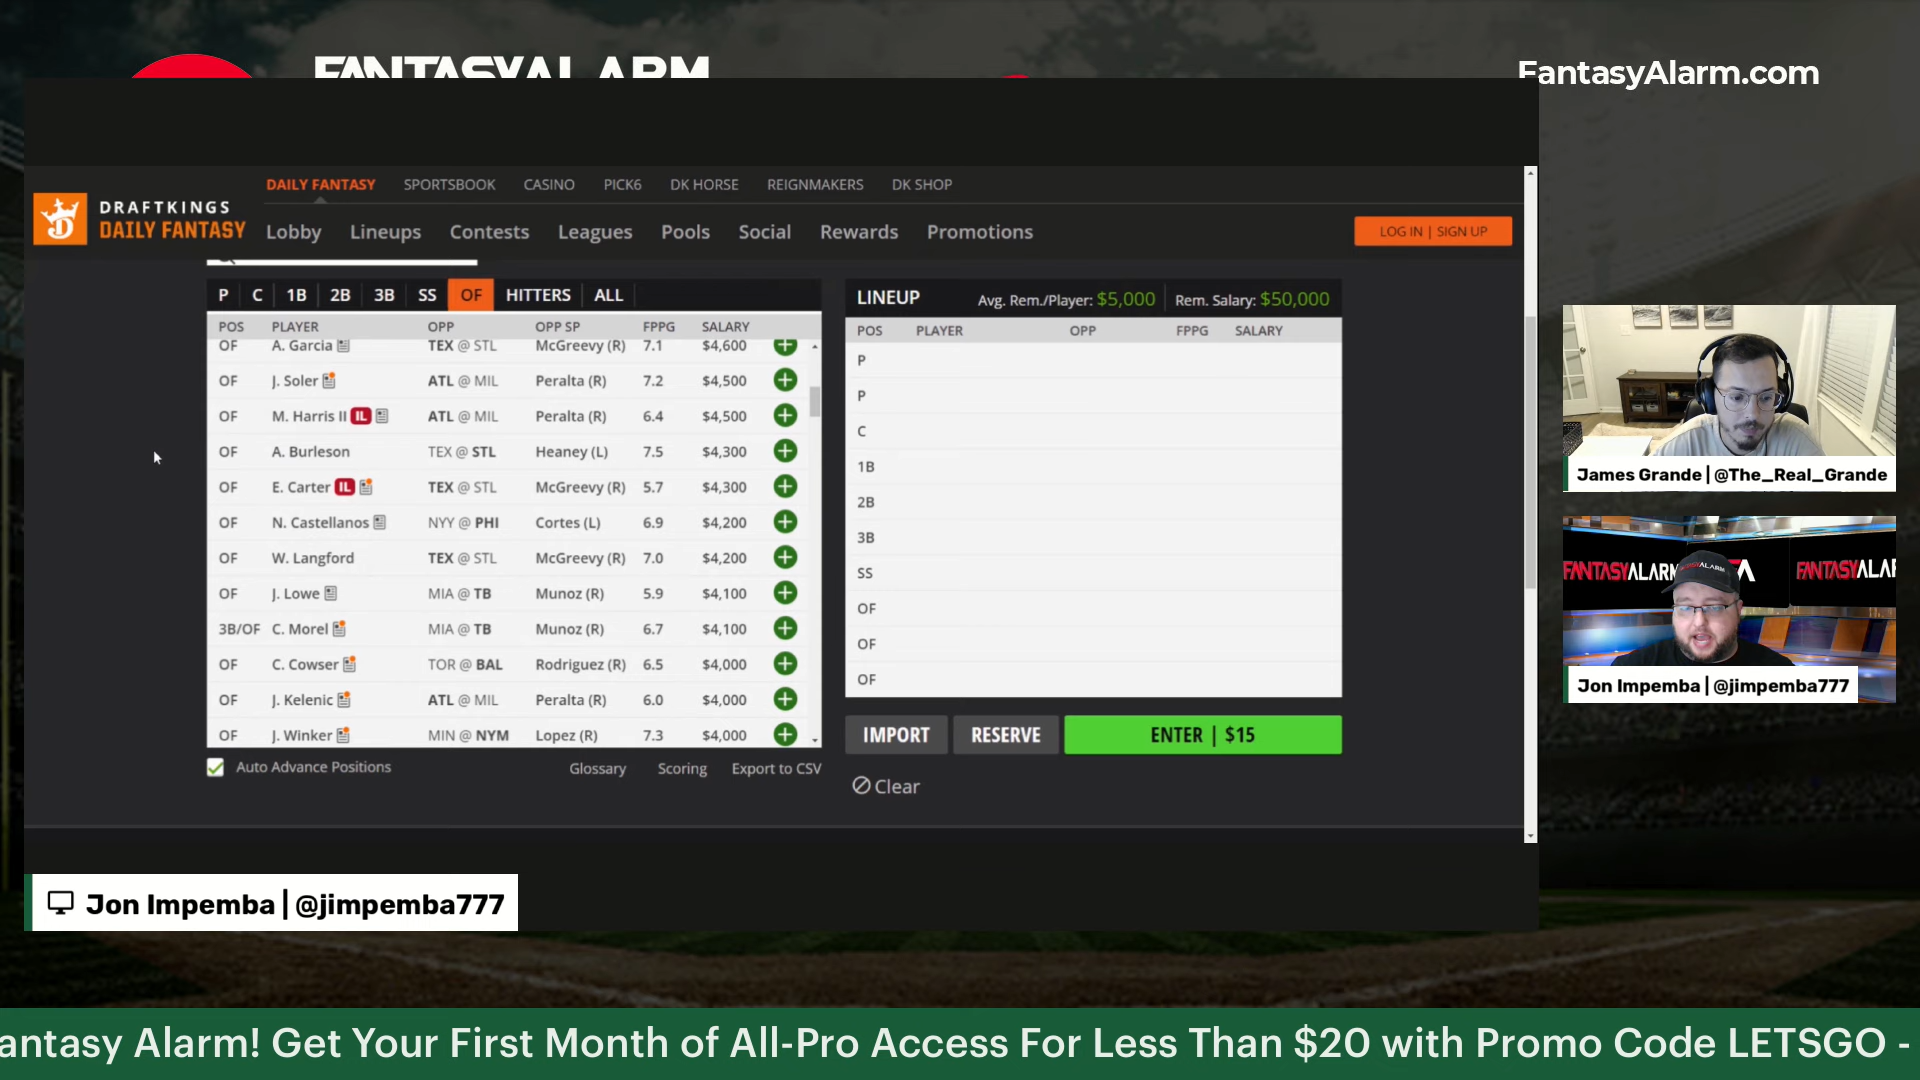 FANTASYALARM
FantasyAlarm.com
DAILY FANTASY SPORTSBOOK CASINO PICK6 DK HORSE REIGNMAKERS DK SHOP
DRAFTKINGS
DAILY FANTASY
Lobby Lineups Contests Leagues Pools Social Rewards Promotions
LOG IN | SIGN UP
P C 1B 2B 3B SS OF HITTERS ALL
POS PLAYER OPP OPP SP FPPG SALARY
OF A. Garcia TEX @ STL McGreevy (R) 7.1 $4,600
OF J. Soler ATL @ MIL Peralta (R) 7.2 $4,500
OF M. Harris II IL ATL @ MIL Peralta (R) 6.4 $4,500
OF A. Burleson TEX @ STL Heaney (L) 7.5 $4,300
OF E. Carter IL TEX @ STL McGreevy (R) 5.7 $4,300
OF N. Castellanos NYY @ PHI Cortes (L) 6.9 $4,200
OF W. Langford TEX @ STL McGreevy (R) 7.0 $4,200
OF J. Lowe MIA @ TB Munoz (R) 5.9 $4,100
3B/OF C. Morel MIA @ TB Munoz (R) 6.7 $4,100
OF C. Cowser TOR @ BAL Rodriguez (R) 6.5 $4,000
OF J. Kelenic ATL @ MIL Peralta (R) 6.0 $4,000
OF J. Winker MIN @ NYM Lopez (R) 7.3 $4,000
Auto Advance Positions Glossary Scoring Export to CSV
LINEUP Avg. Rem./Player: $5,000 Rem. Salary: $50,000
POS PLAYER OPP FPPG SALARY
P
P
C
1B
2B
3B
SS
OF
OF
OF
IMPORT RESERVE ENTER | $15
Clear
James Grande | @The_Real_Grande
FANTASYALARM FA FANTASYALA
Jon Impemba | @jimpemba777
Jon Impemba | @jimpemba777
antasy Alarm! Get Your First Month of All-Pro Access For Less Than $20 with Promo Code LETSGO -